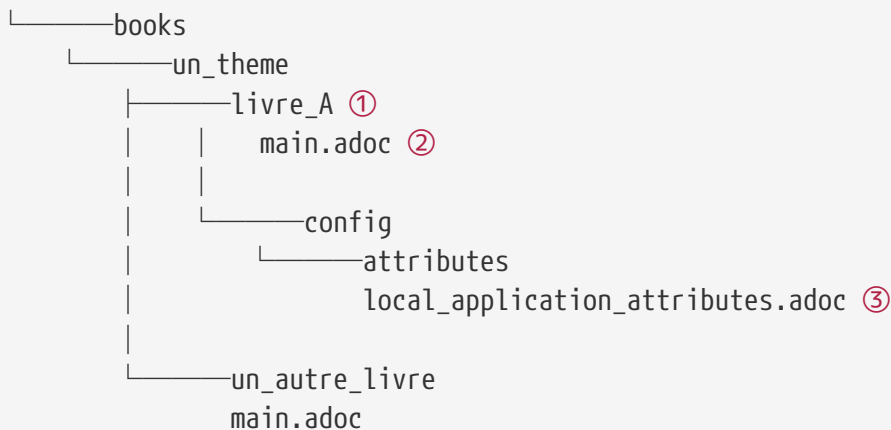 └──────books
    └──────un_theme
        ├──────livre_A ①
        │   │   main.adoc ②
        │   │
        │   └──────config
        │       └──────attributes
        │               local_application_attributes.adoc ③
        │
        └──────un_autre_livre
                main.adoc